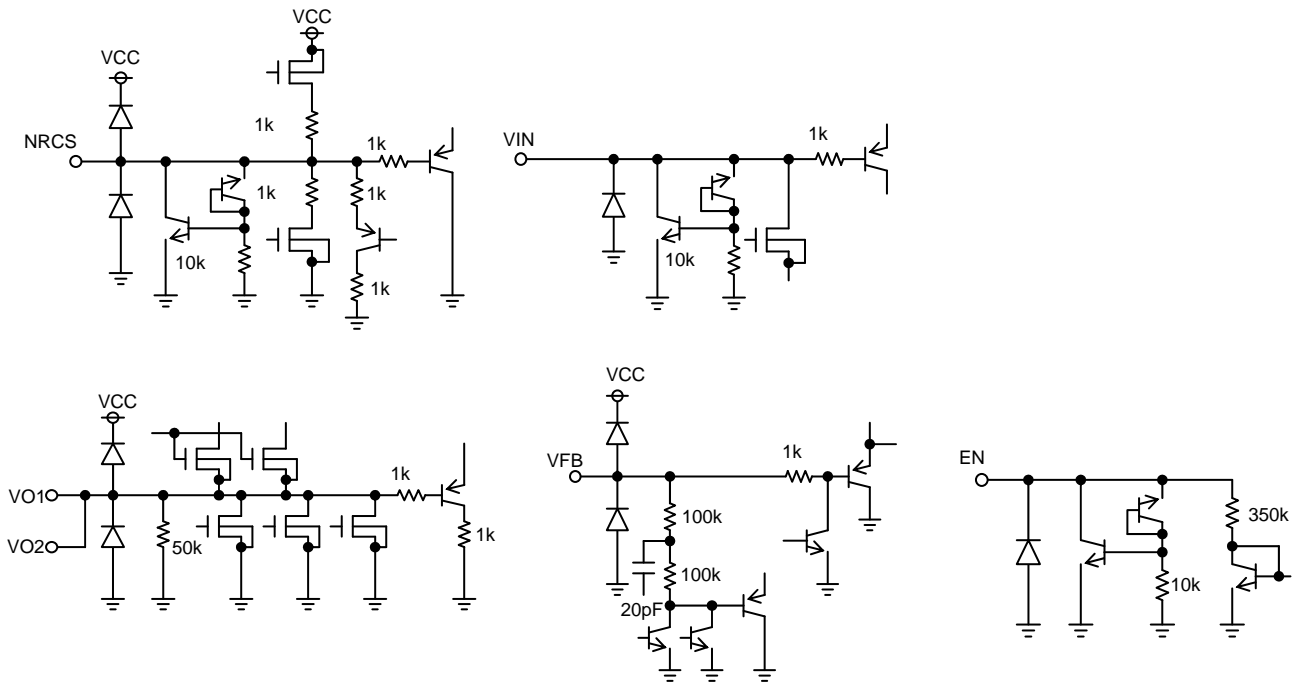 VCC
VCC
NRCS
1k
1k
1k
1k
10k
1k
VIN
1k
10k
VCC
VO1
VO2
50k
1k
1k
VCC
VFB
1k
100k
100k
20pF
EN
350k
10k